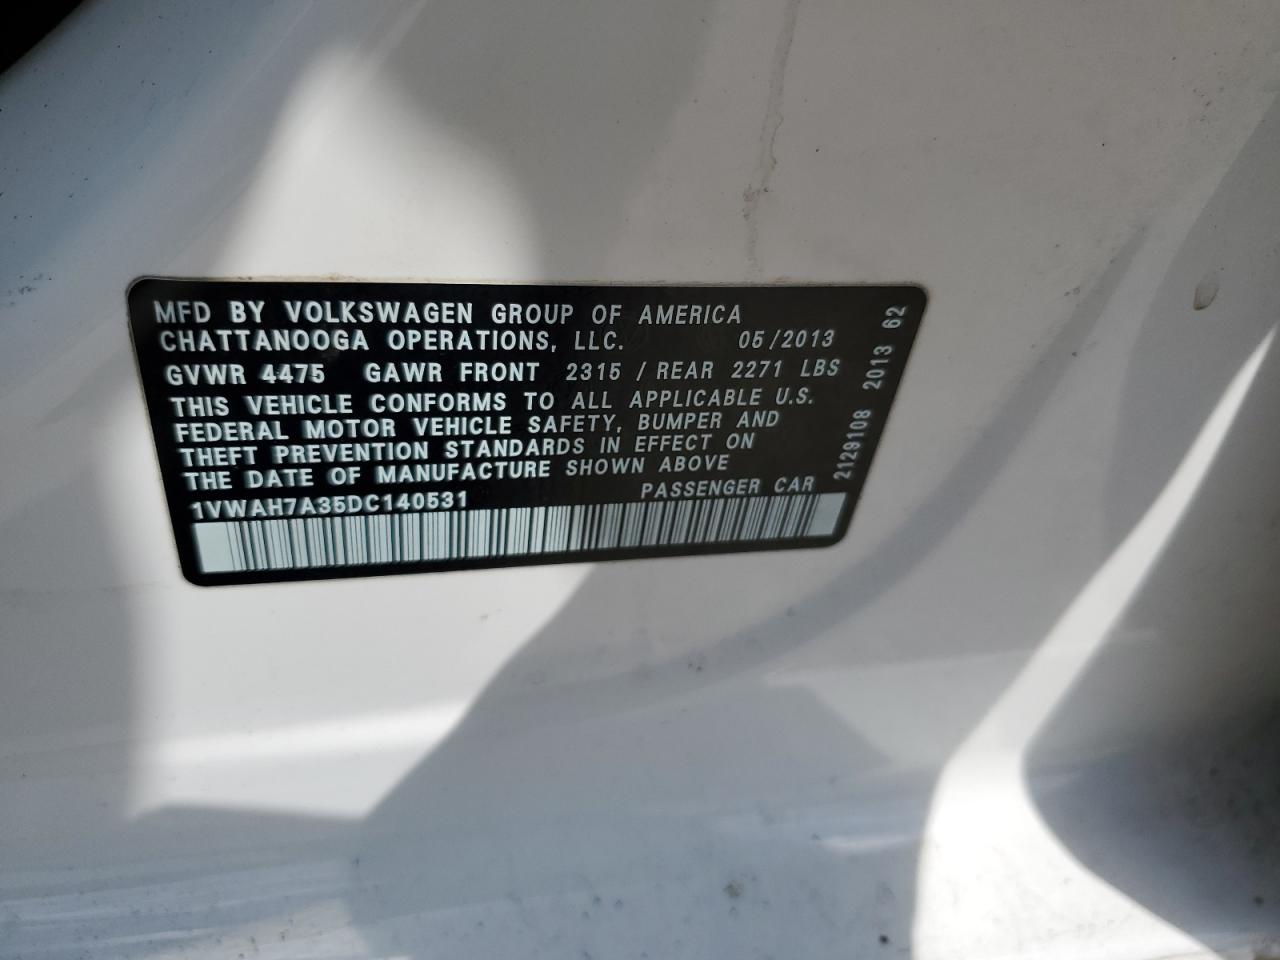 MFD BY VOLKSWAGEN GROUP OF AMERICA
CHATTANOOGA OPERATIONS, LLC. 05/2013
GVWR 4475 GAWR FRONT 2315 / REAR 2271 LBS
THIS VEHICLE CONFORMS TO ALL APPLICABLE U.S.
FEDERAL MOTOR VEHICLE SAFETY, BUMPER AND
THEFT PREVENTION STANDARDS IN EFFECT ON
THE DATE OF MANUFACTURE SHOWN ABOVE
1VWAH7A35DC140531 PASSENGER CAR
2129108 2013 62